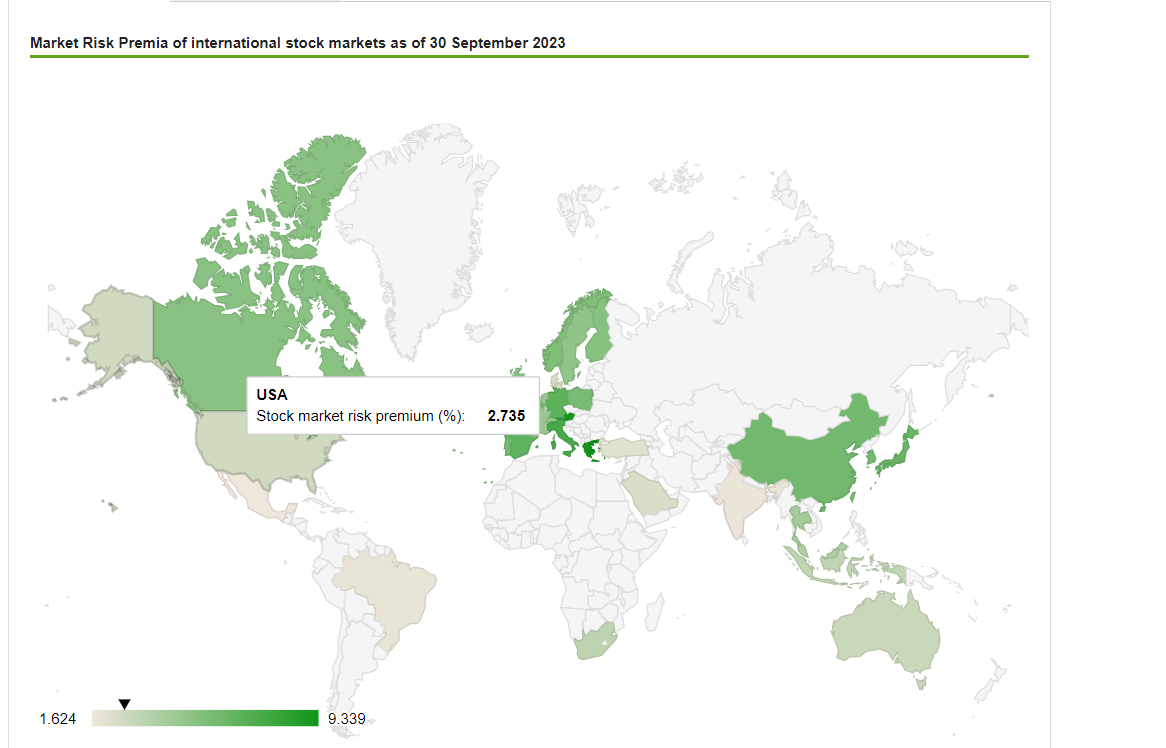 Market Risk Premia of international stock markets as of 30 September 2023
USA
Stock market risk premium (%): 2.735
1.624 9.339